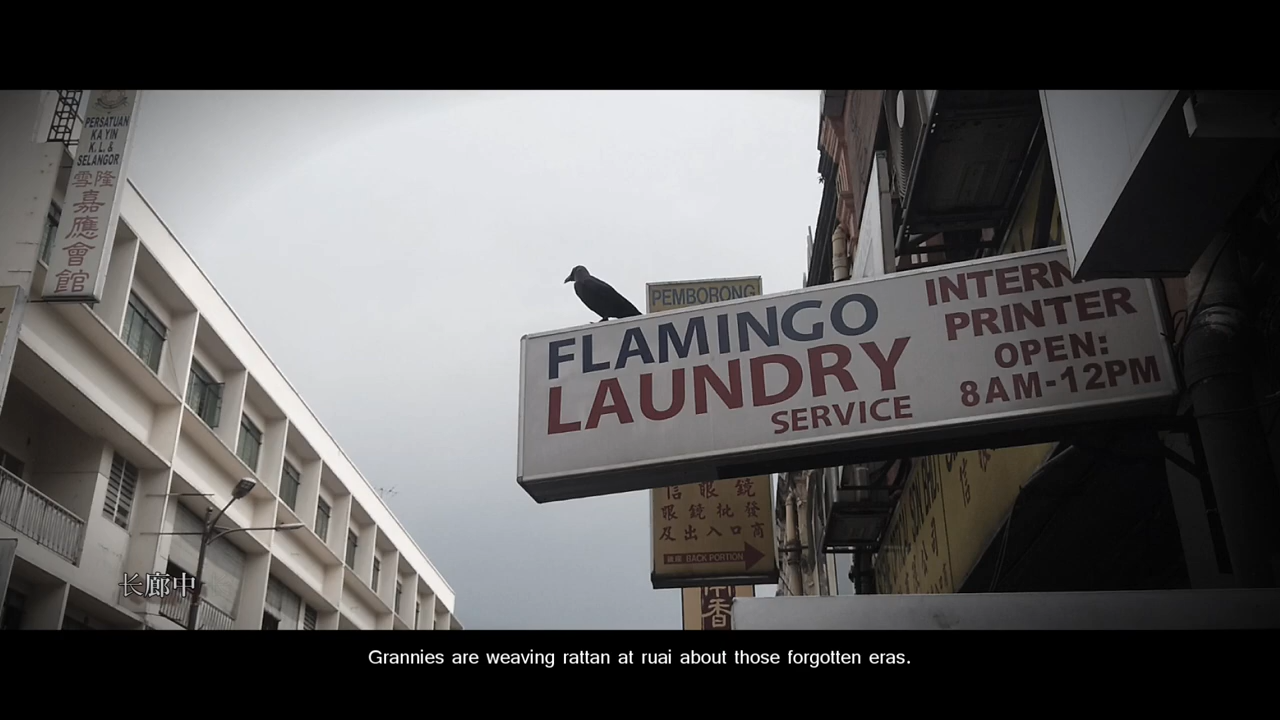 PERSATUAN
KA YIN
K. L. &
SELANGOR
雪隆
嘉應會館
PEMBORONG
FLAMINGO
LAUNDRY
SERVICE
PRINTER
OPEN:
8AM-12PM
信眼鏡
眼鏡批發
及出入口商
BACK PORTION
香
长廊中
Grannies are weaving rattan at ruai about those forgotten eras.